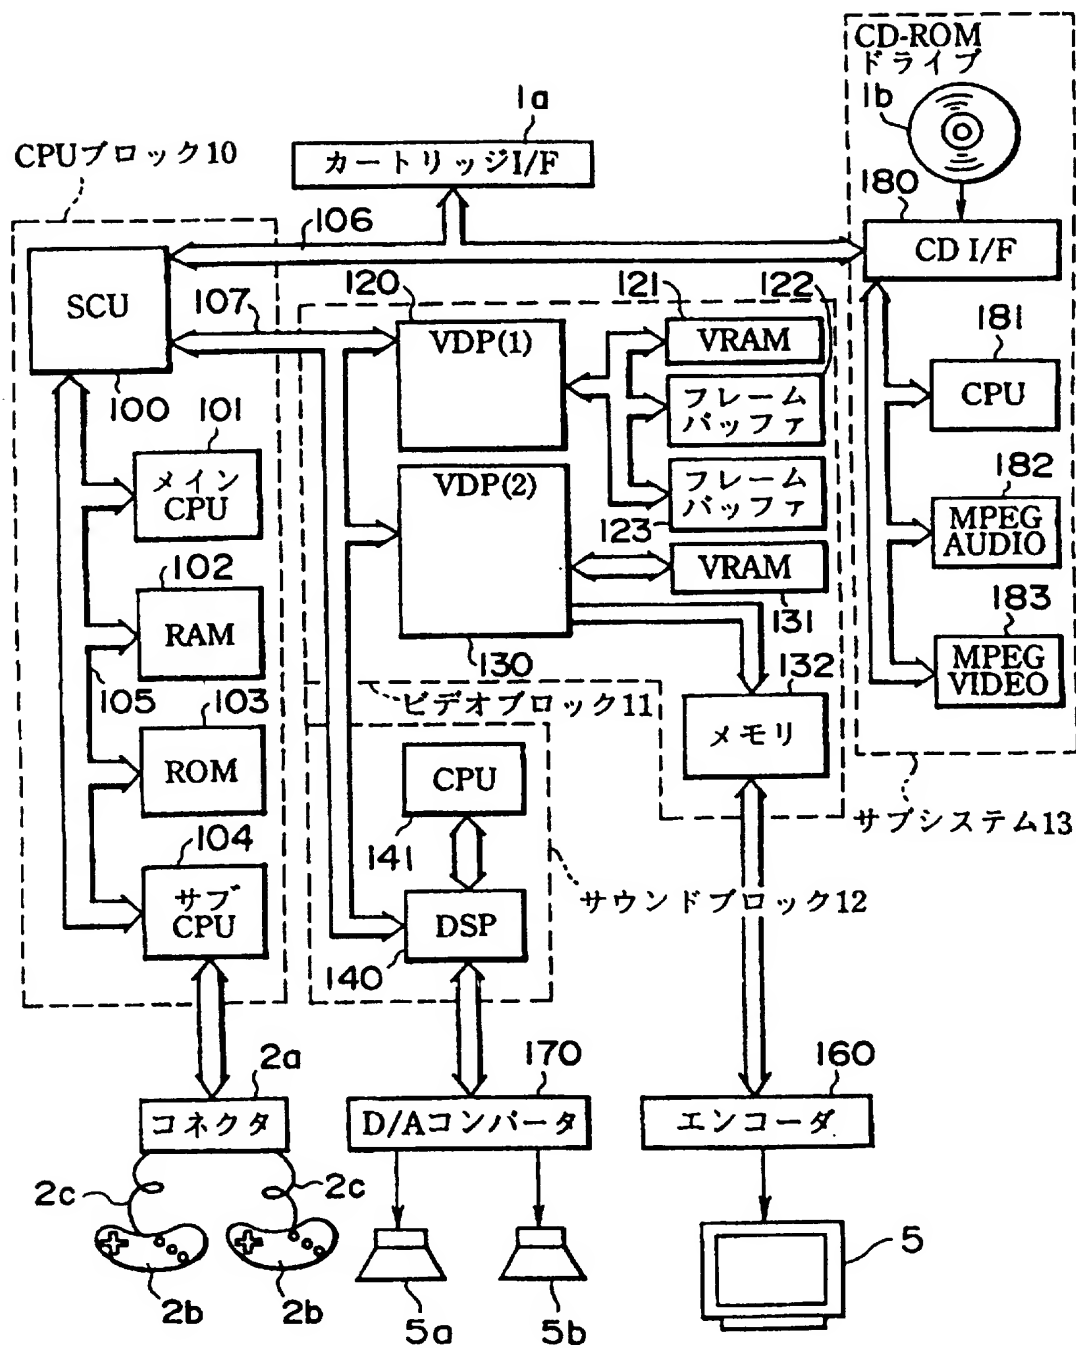 CD-ROM
ドライブ
1b
1a
CPUブロック10
カートリッジI/F
180
106
CD I/F
SCU
107
120
121
122
VDP(1)
VRAM
181
100
フレーム
バッファ
CPU
101
メイン
CPU
VDP(2)
フレーム
バッファ
182
123
MPEG
AUDIO
102
VRAM
RAM
131
183
130
132
MPEG
VIDEO
105
103
ビデオブロック11
メモリ
ROM
CPU
サブシステム13
104
141
サウンドブロック12
サブ
CPU
DSP
140
2a
170
160
コネクタ
D/Aコンバータ
エンコーダ
2c
2c
5
2b
2b
5a
5b